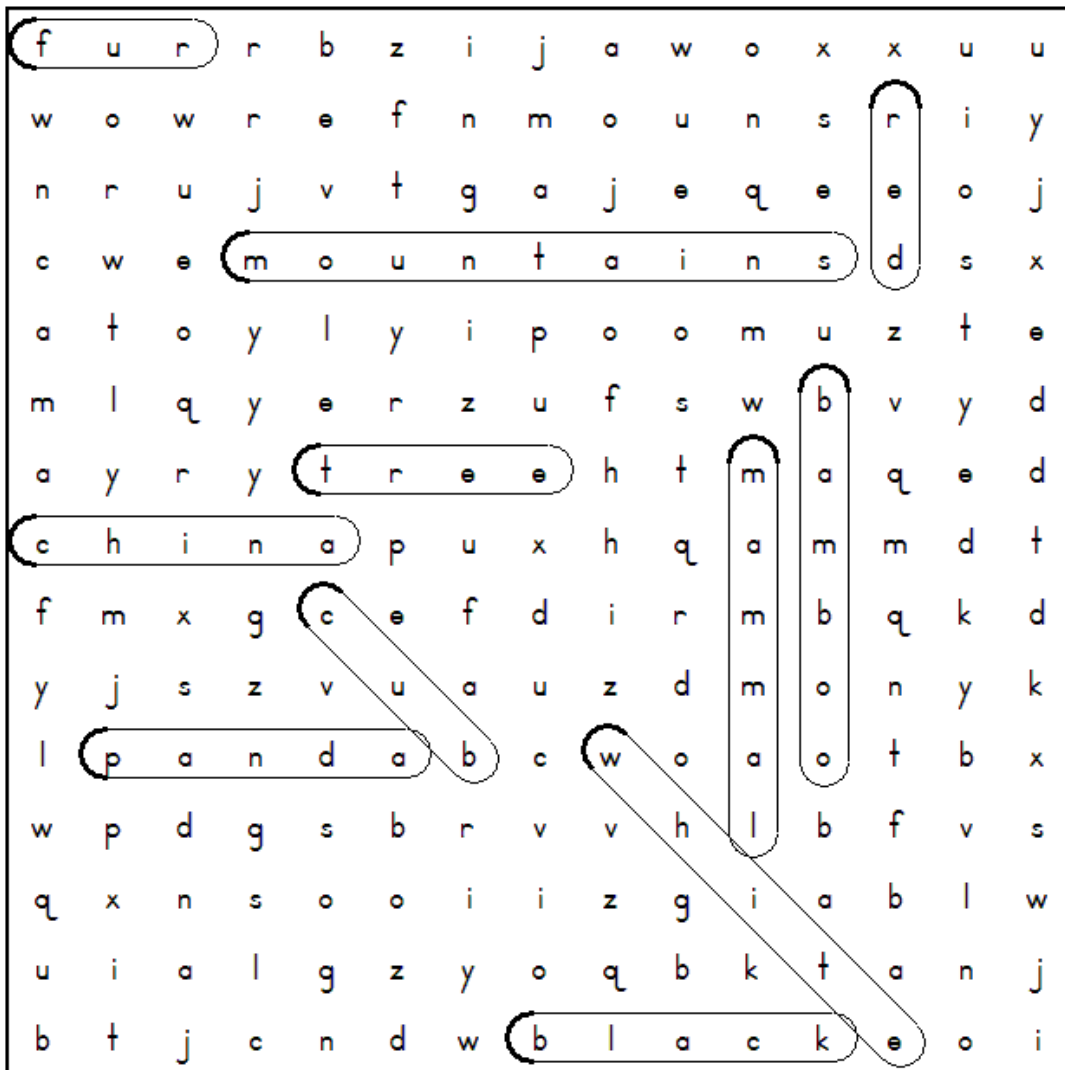 f u r r b z i j a w o x x u u
w o w r e f n m o u n s r i y
n r u j v t g a j e q e e o j
c w e m o u n t a i n s d s x
a t o y l y i p o o m u z t e
m l q y e r z u f s w b v y d
a y r y t r e e h t m a q e d
c h i n a p u x h q a m m d t
f m x g c e f d i r m b q k d
y j s z v u a u z d m o n y k
l p a n d a b c w o a o t b x
w p d g s b r v v h l b f v s
q x n s o o i i z g i a b l w
u i a l g z y o q b k t a n j
b t j c n d w b l a c k e o i